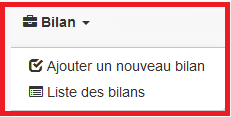 Bilan
Ajouter un nouveau bilan
Liste des bilans